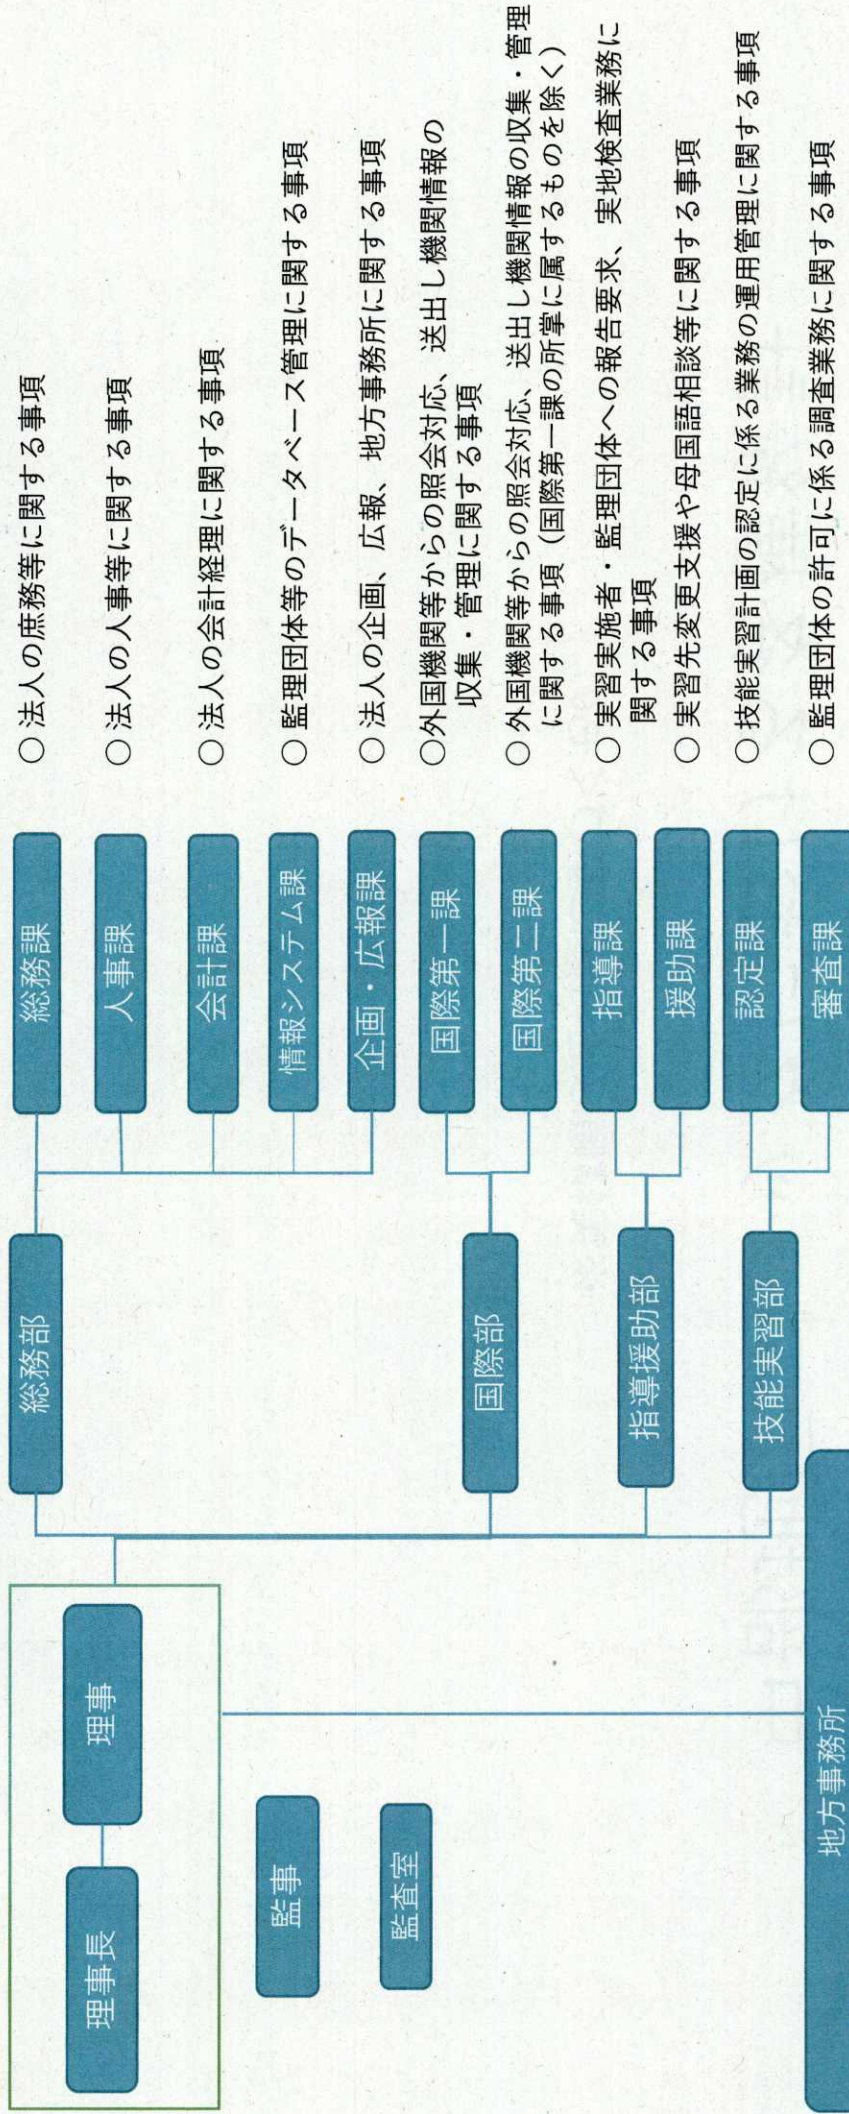 理事長
理事
監事
監査室
地方事務所
総務部
国際部
指導援助部
技能実習部
総務課
○ 法人の庶務等に関する事項
人事課
○ 法人の人事等に関する事項
会計課
○ 法人の会計経理に関する事項
情報システム課
○ 監理団体等のデータベース管理に関する事項
企画・広報課
○ 法人の企画、広報、地方事務所に関する事項
国際第一課
○外国機関等からの照会対応、送出し機関情報の
収集・管理に関する事項
国際第二課
○ 外国機関等からの照会対応、送出し機関情報の収集・管理
に関する事項（国際第一課の所掌に属するものを除く）
指導課
○ 実習実施者・監理団体への報告要求、実地検査業務に
関する事項
援助課
○ 実習先変更支援や母国語相談等に関する事項
認定課
○ 技能実習計画の認定に係る業務の運用管理に関する事項
審査課
○ 監理団体の許可に係る調査業務に関する事項